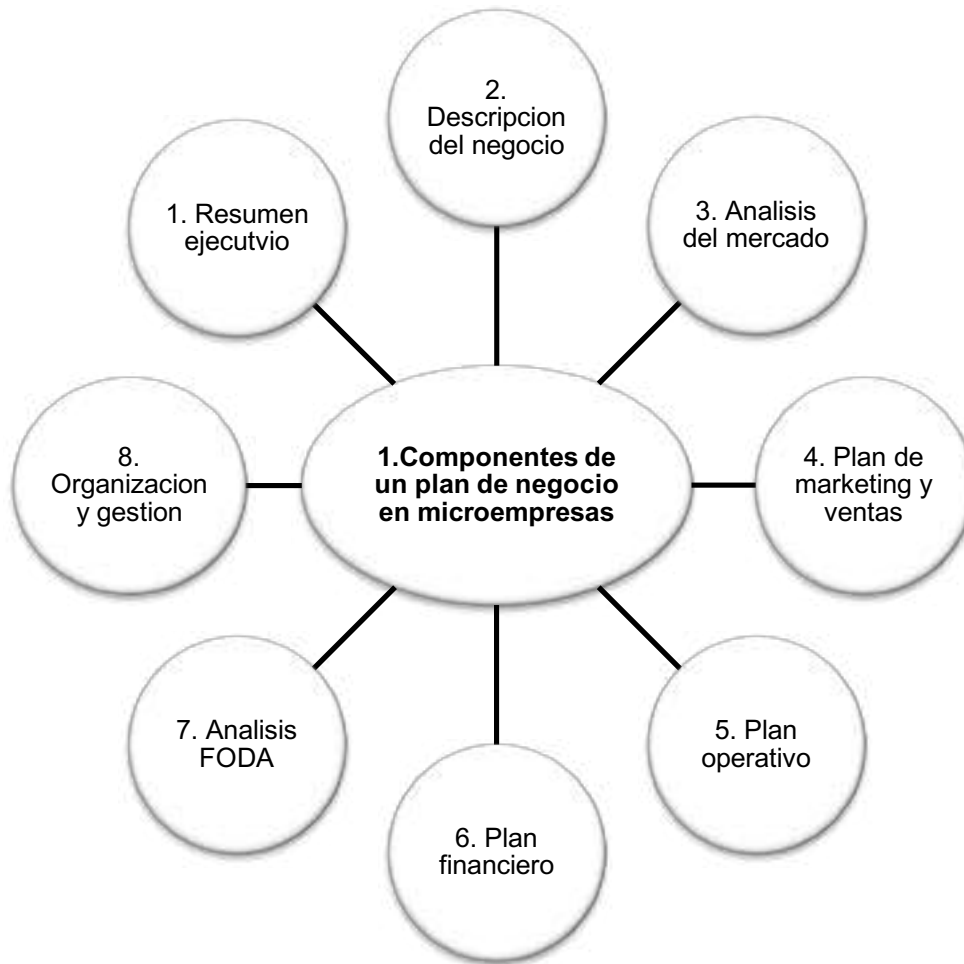 2.
Descripcion
del negocio
1. Resumen
ejecutvio
3. Analisis
del mercado
8.
Organizacion
y gestion
1.Componentes de
un plan de negocio
en microempresas
4. Plan de
marketing y
ventas
7. Analisis
FODA
5. Plan
operativo
6. Plan
financiero